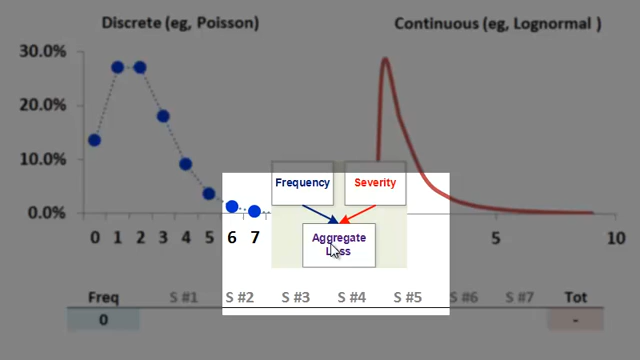 Discrete (eg, Poisson)
Continuous (eg, Lognormal )
30.0%
20.0%
10.0%
0.0%
0 1 2 3 4 5 6 7
5 10
Frequency
Severity
Aggregate
Loss
Freq S #1 S #2 S #3 S #4 S #5 S #6 S #7 Tot
0 -